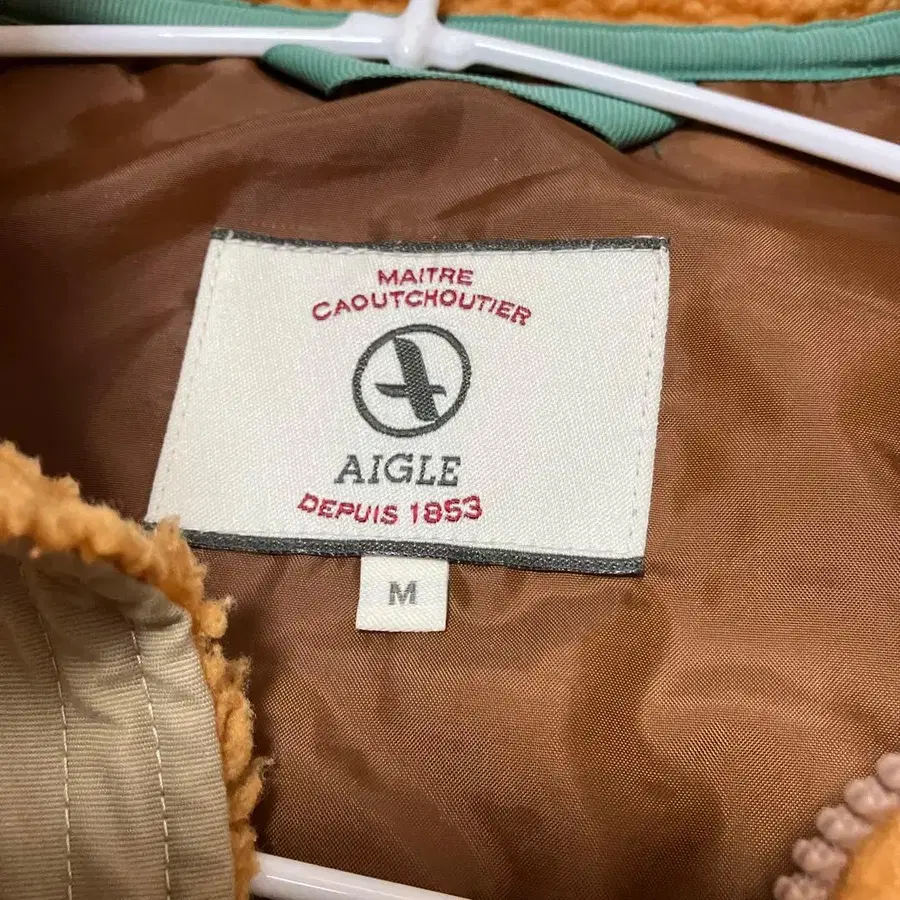 MAITRE
CAOUTCHOUTIER
AIGLE
DEPUIS 1853
M